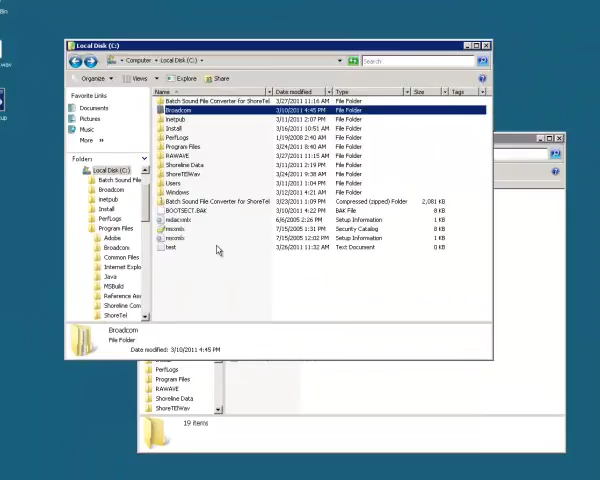 Bin
.wav
cup
Local Disk (C:)
Computer Local Disk (C:)
Search
Organize Views Explore Share
Favorite Links
Documents
Pictures
Music
More »
Folders
Local Disk (C:)
Batch Sound File
Broadcom
inetpub
Install
PerfLogs
Program Files
Adobe
Broadcom
Common Files
Internet Explo
Java
MSBuild
Reference Ass
Shoreline Com
ShoreTel
Name Date modified Type Size Tags
Batch Sound File Converter for ShoreTel 3/27/2011 11:16 AM File Folder
Broadcom 3/10/2011 4:45 PM File Folder
inetpub 3/11/2011 2:07 PM File Folder
Install 3/16/2011 10:51 AM File Folder
PerfLogs 1/19/2008 2:40 AM File Folder
Program Files 3/24/2011 8:40 AM File Folder
RAWAVE 3/27/2011 11:15 AM File Folder
Shoreline Data 3/11/2011 2:19 PM File Folder
ShoreTElWav 3/24/2011 9:38 AM File Folder
Users 3/11/2011 1:04 PM File Folder
Windows 3/12/2011 4:21 AM File Folder
Batch Sound File Converter for ShoreTel 3/23/2011 1:09 PM Compressed (zipped) Folder 2,081 KB
BOOTSECT.BAK 3/10/2011 4:22 PM BAK File 8 KB
6/6/2005 2:26 PM Setup Information 1 KB
7/15/2005 1:31 PM Security Catalog 8 KB
7/15/2005 12:02 PM Setup Information 1 KB
test 3/26/2011 11:32 AM Text Document 0 KB
Broadcom
File Folder
Date modified: 3/10/2011 4:45 PM
PerfLogs
Program Files
RAWAVE
Shoreline Data
ShoreTElWav
19 items